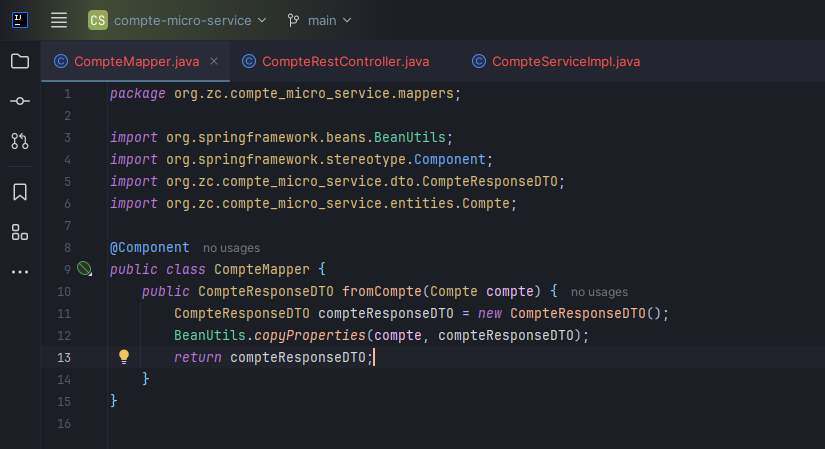 IJ
CS compte-micro-service main
CompteMapper.java × CompteRestController.java CompteServiceImpl.java
1 package org.zc.compte_micro_service.mappers;
2
3 import org.springframework.beans.BeanUtils;
4 import org.springframework.stereotype.Component;
5 import org.zc.compte_micro_service.dto.CompteResponseDTO;
6 import org.zc.compte_micro_service.entities.Compte;
7
8 @Component no usages
9 public class CompteMapper {
10 public CompteResponseDTO fromCompte(Compte compte) { no usages
11 CompteResponseDTO compteResponseDTO = new CompteResponseDTO();
12 BeanUtils.copyProperties(compte, compteResponseDTO);
13 return compteResponseDTO;
14 }
15 }
16